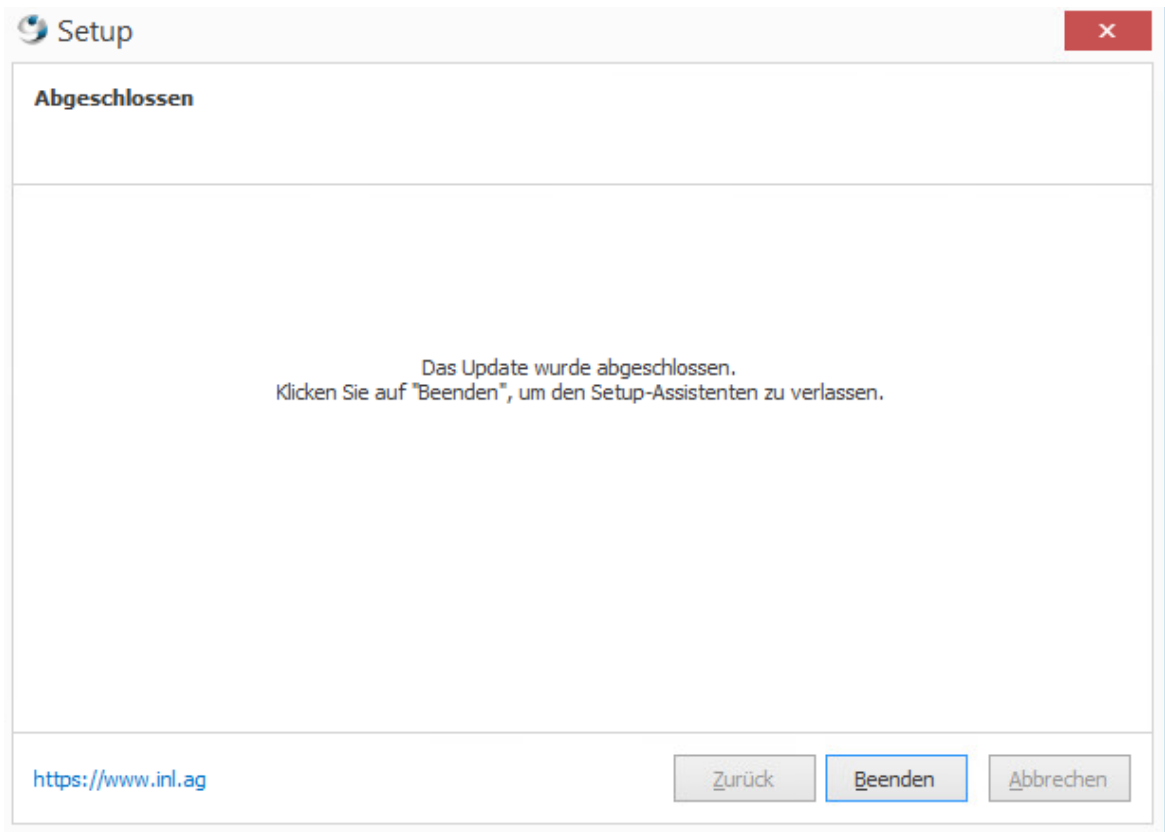 Setup
Abgeschlossen
Das Update wurde abgeschlossen.
Klicken Sie auf "Beenden", um den Setup-Assistenten zu verlassen.
https://www.inl.ag
Zurück
Beenden
Abbrechen